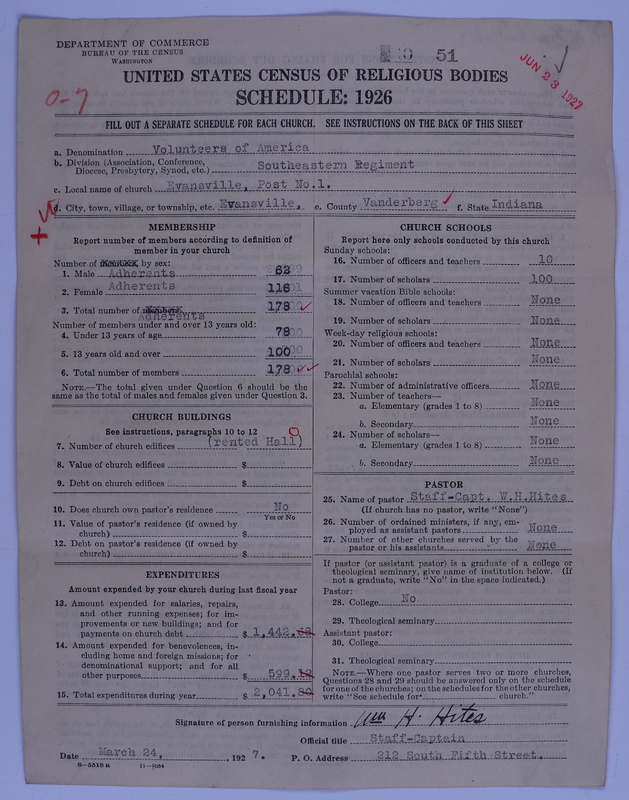 DEPARTMENT OF COMMERCE
BUREAU OF THE CENSUS
WASHINGTON
51
JUN 23 1927
UNITED STATES CENSUS OF RELIGIOUS BODIES
SCHEDULE: 1926
0-7
FILL OUT A SEPARATE SCHEDULE FOR EACH CHURCH. SEE INSTRUCTIONS ON THE BACK OF THIS SHEET
a. Denomination Volunteers of America
b. Division (Association, Conference, Diocese, Presbytery, Synod, etc.) Southeastern Regiment
c. Local name of church Evansville, Post No.1.
d. City, town, village, or township, etc. Evansville, e. County Vanderberg f. State Indiana
MEMBERSHIP
Report number of members according to definition of
member in your church
Number of members, by sex:
1. Male Adherents 62
2. Female Adherents 116
3. Total number of members Adherents 178
Number of members under and over 13 years old:
4. Under 13 years of age 78
5. 13 years old and over 100
6. Total number of members 178
NOTE.—The total given under Question 6 should be the
same as the total of males and females given under Question 3.
CHURCH BUILDINGS
See instructions, paragraphs 10 to 12
7. Number of church edifices (rented Hall) 0
8. Value of church edifices $
9. Debt on church edifices $
10. Does church own pastor's residence No
Yes or No
11. Value of pastor's residence (if owned by
church) $
12. Debt on pastor's residence (if owned by
church) $
EXPENDITURES
Amount expended by your church during last fiscal year
13. Amount expended for salaries, repairs,
and other running expenses; for im-
provements or new buildings; and for
payments on church debt $ 1,442.
14. Amount expended for benevolences, in-
cluding home and foreign missions; for
denominational support; and for all
other purposes $ 599.
15. Total expenditures during year $ 2,041.
CHURCH SCHOOLS
Report here only schools conducted by this church
Sunday schools:
16. Number of officers and teachers 10
17. Number of scholars 100
Summer vacation Bible schools:
18. Number of officers and teachers None
19. Number of scholars None
Week-day religious schools:
20. Number of officers and teachers None
21. Number of scholars None
Parochial schools:
22. Number of administrative officers None
23. Number of teachers—
a. Elementary (grades 1 to 8) None
b. Secondary None
24. Number of scholars—
a. Elementary (grades 1 to 8) None
b. Secondary None
PASTOR
25. Name of pastor Staff-Capt. W.H.Hites
(If church has no pastor, write "None")
26. Number of ordained ministers, if any, em-
ployed as assistant pastors None
27. Number of other churches served by the
pastor or his assistants None
If pastor (or assistant pastor) is a graduate of a college or
theological seminary, give name of institution below. (If
not a graduate, write "No" in the space indicated.)
Pastor:
28. College No
29. Theological seminary
Assistant pastor:
30. College
31. Theological seminary
NOTE.—Where one pastor serves two or more churches,
Questions 28 and 29 should be answered only on the schedule
for one of the churches; on the schedules for the other churches,
write "See schedule for church."
Signature of person furnishing information Wm H. Hites
Official title Staff-Captain
Date March 24, , 1927. P. O. Address 212 South Fifth Street.
8—5518 a 11—9054